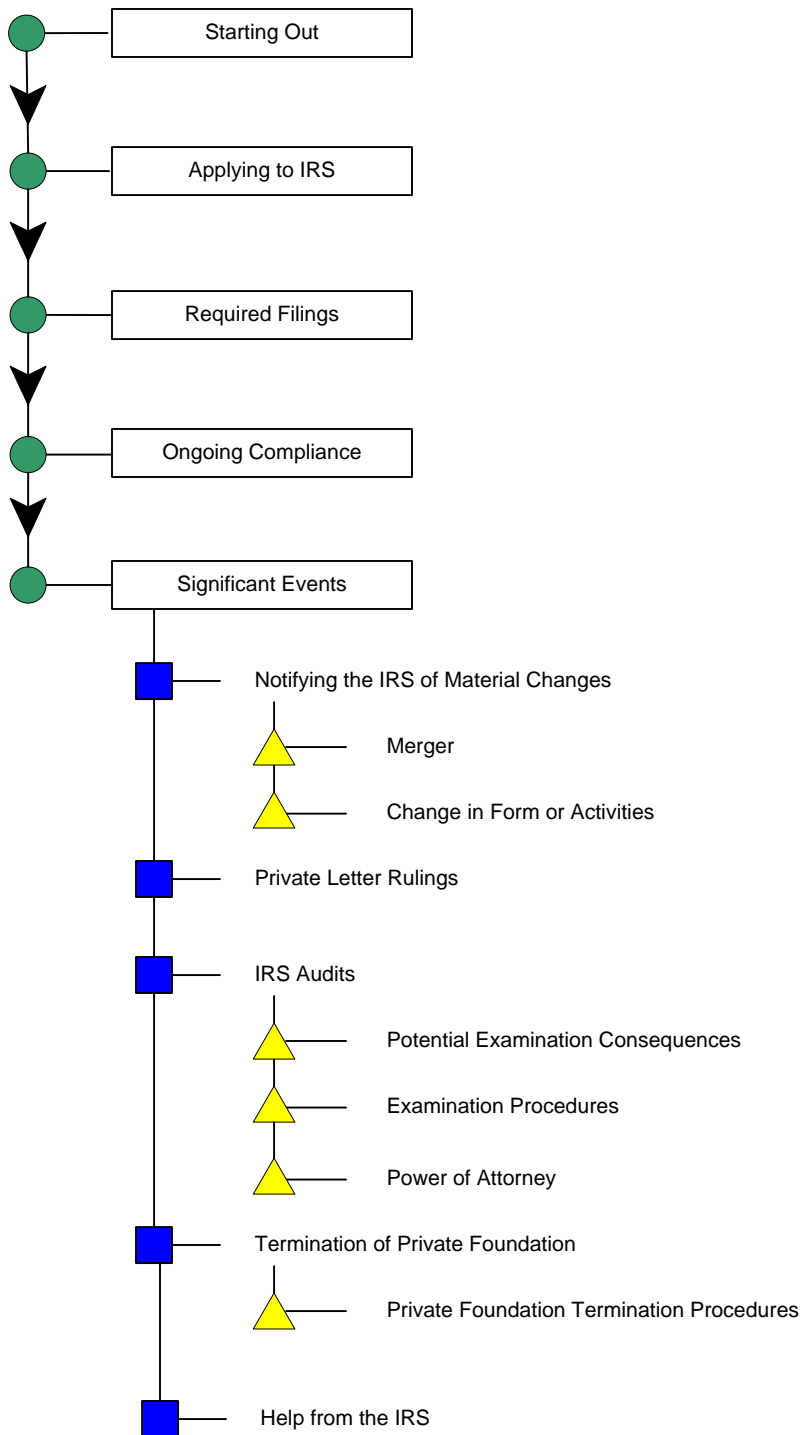 Starting Out
Applying to IRS
Required Filings
Ongoing Compliance
Significant Events
Notifying the IRS of Material Changes
Merger
Change in Form or Activities
Private Letter Rulings
IRS Audits
Potential Examination Consequences
Examination Procedures
Power of Attorney
Termination of Private Foundation
Private Foundation Termination Procedures
Help from the IRS